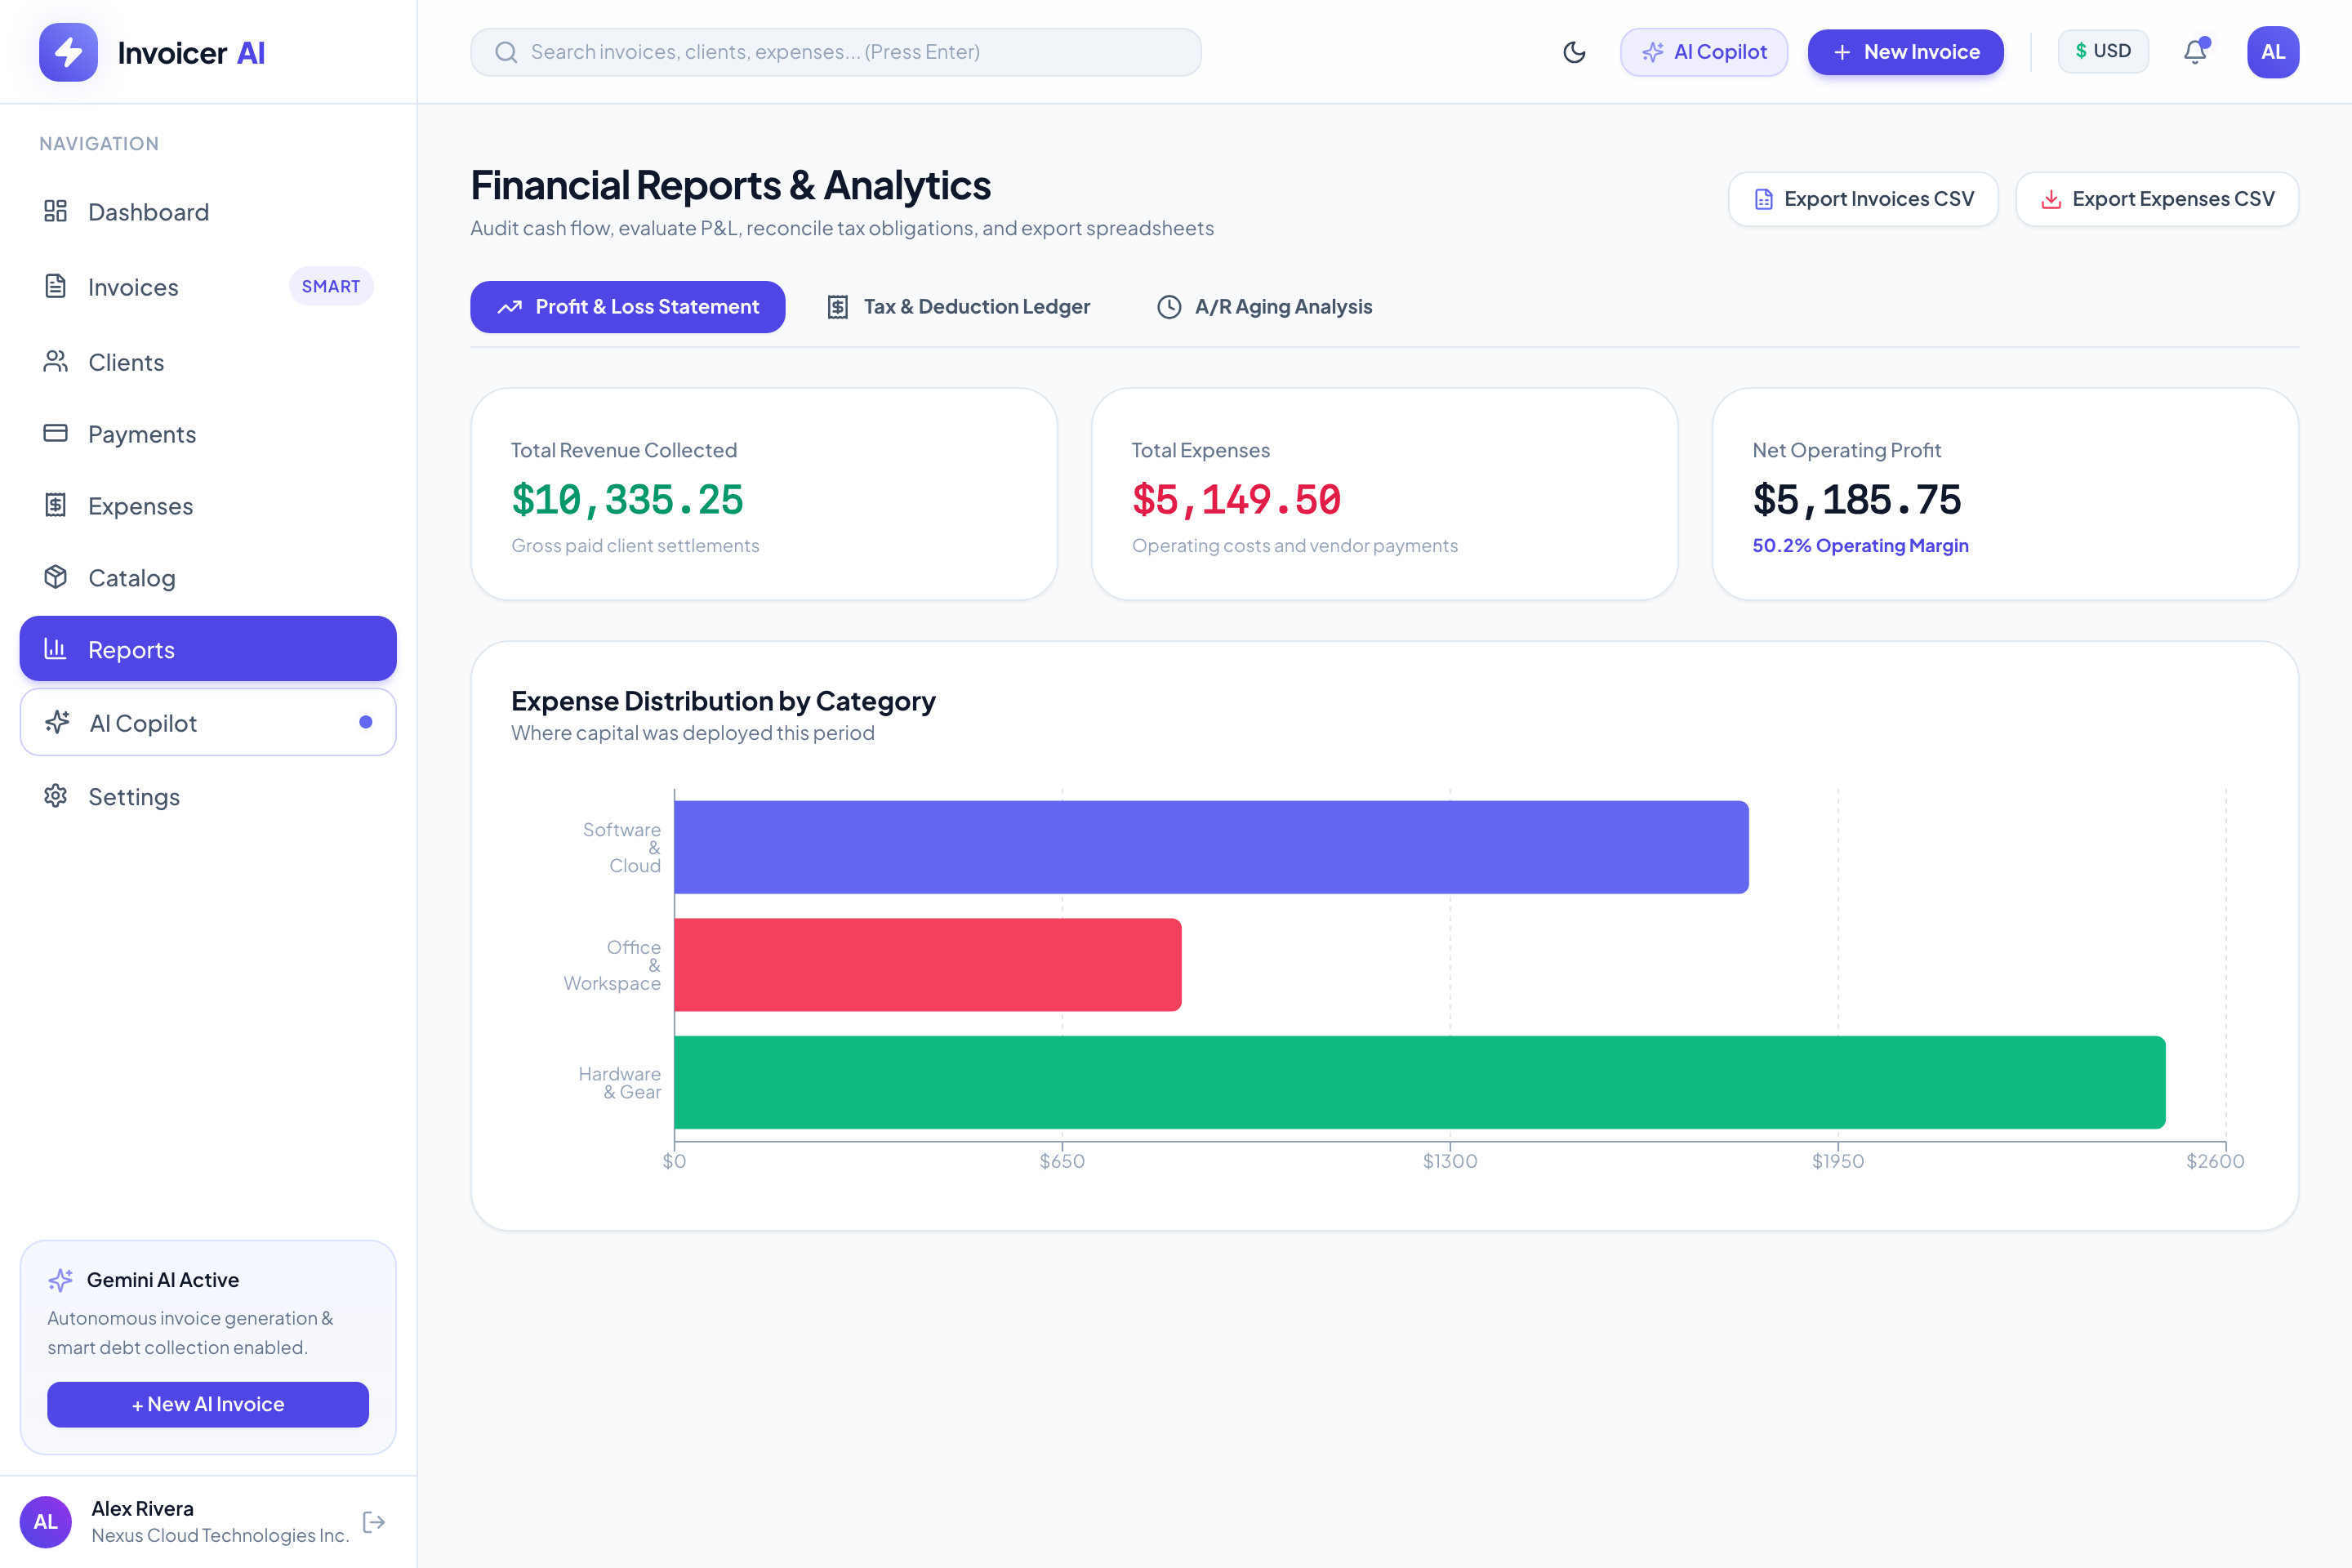 Invoicer AI
Search invoices, clients, expenses... (Press Enter)
AI Copilot
New Invoice
$ USD
AL
NAVIGATION
Dashboard
Invoices
SMART
Clients
Payments
Expenses
Catalog
Reports
AI Copilot
Settings
Gemini AI Active
Autonomous invoice generation &
smart debt collection enabled.
+ New AI Invoice
AL
Alex Rivera
Nexus Cloud Technologies Inc.
Financial Reports & Analytics
Audit cash flow, evaluate P&L, reconcile tax obligations, and export spreadsheets
Export Invoices CSV
Export Expenses CSV
Profit & Loss Statement
Tax & Deduction Ledger
A/R Aging Analysis
Total Revenue Collected
$10,335.25
Gross paid client settlements
Total Expenses
$5,149.50
Operating costs and vendor payments
Net Operating Profit
$5,185.75
50.2% Operating Margin
Expense Distribution by Category
Where capital was deployed this period
Software
&
Cloud
Office
&
Workspace
Hardware
& Gear
$0
$650
$1300
$1950
$2600